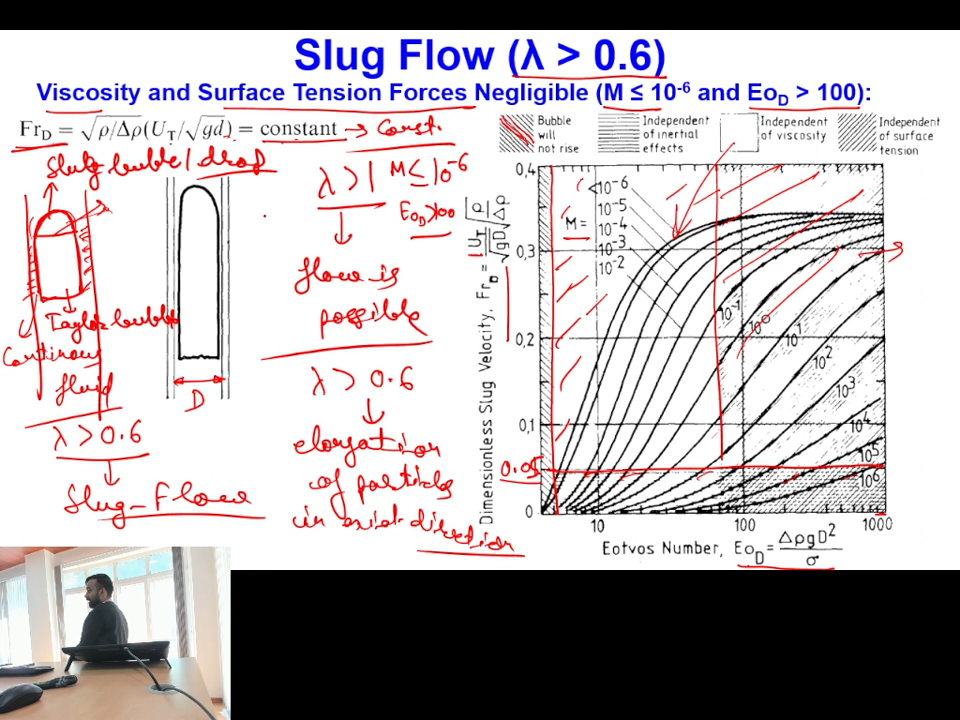 Slug Flow (λ > 0.6)
Viscosity and Surface Tension Forces Negligible (M ≤ 10⁻⁶ and Eo_D > 100):
Fr_D = √ρ/Δρ(U_T/√gd) = constant → Const.
Slug bubble/drop
Taylor bubble
Continous
fluid
λ > 0.6
↓
Slug-Flow
D
λ > 1 M ≤ 10⁻⁶
Eo_D > 100
↓
flow is
possible
λ > 0.6
↓
elongation
of particles
in axial-direction
Bubble
will
not rise
Independent
of inertial
effects
Independent
of viscosity
Independent
of surface
tension
Dimensionless Slug Velocity, Fr_D = U_T/√gD √ρ/Δρ
0,4
0,3
0,2
0,1
0.05
0
M =
<10⁻⁶
10⁻⁵
10⁻⁴
10⁻³
10⁻²
10⁻¹
10⁰
10¹
10²
10³
10⁴
10⁵
10⁶
10
100
1000
Eotvos Number, Eo_D = ΔρgD²/σ